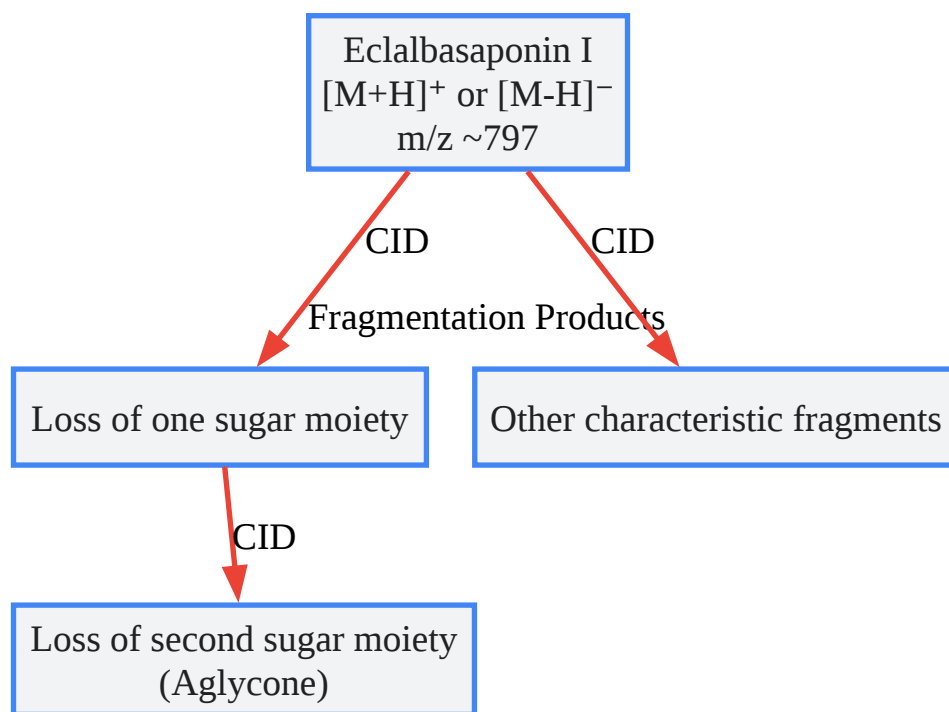 Eclalbasaponin I
[M+H]⁺ or [M-H]⁻
m/z ~797
CID
CID
Fragmentation Products
Loss of one sugar moiety
Other characteristic fragments
CID
Loss of second sugar moiety
(Aglycone)